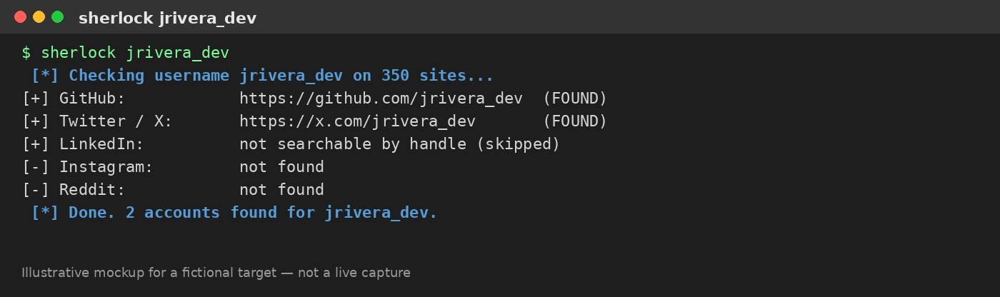 sherlock jrivera_dev
$ sherlock jrivera_dev
[*] Checking username jrivera_dev on 350 sites...
[+] GitHub: https://github.com/jrivera_dev (FOUND)
[+] Twitter / X: https://x.com/jrivera_dev (FOUND)
[+] LinkedIn: not searchable by handle (skipped)
[-] Instagram: not found
[-] Reddit: not found
[*] Done. 2 accounts found for jrivera_dev.
Illustrative mockup for a fictional target — not a live capture